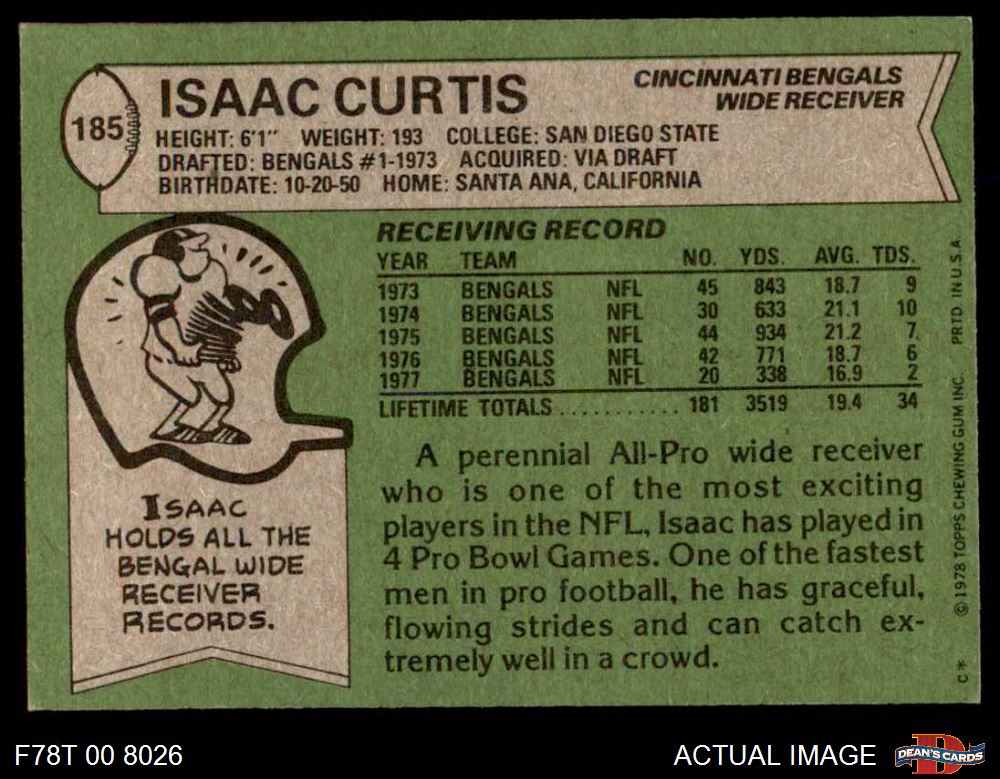 185
ISAAC CURTIS
CINCINNATI BENGALS
WIDE RECEIVER
HEIGHT: 6'1" WEIGHT: 193 COLLEGE: SAN DIEGO STATE
DRAFTED: BENGALS #1-1973 ACQUIRED: VIA DRAFT
BIRTHDATE: 10-20-50 HOME: SANTA ANA, CALIFORNIA
RECEIVING RECORD
YEAR TEAM NO. YDS. AVG. TDS.
1973 BENGALS NFL 45 843 18.7 9
1974 BENGALS NFL 30 633 21.1 10
1975 BENGALS NFL 44 934 21.2 7
1976 BENGALS NFL 42 771 18.7 6
1977 BENGALS NFL 20 338 16.9 2
LIFETIME TOTALS............ 181 3519 19.4 34
ISAAC
HOLDS ALL THE
BENGAL WIDE
RECEIVER
RECORDS.
A perennial All-Pro wide receiver
who is one of the most exciting
players in the NFL, Isaac has played in
4 Pro Bowl Games. One of the fastest
men in pro football, he has graceful,
flowing strides and can catch ex-
tremely well in a crowd.
C* © 1978 TOPPS CHEWING GUM INC. PRTD. IN U.S.A.
F78T 00 8026
ACTUAL IMAGE
DEAN'S CARDS